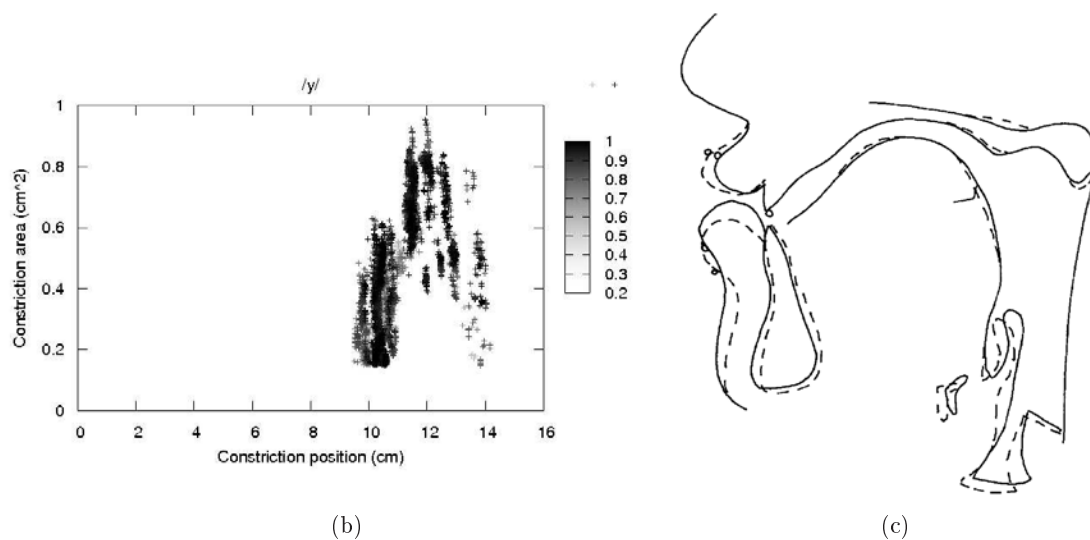 /y/
Constriction area (cm^2)
1
0.8
0.6
0.4
0.2
0
0 2 4 6 8 10 12 14 16
Constriction position (cm)
1
0.9
0.8
0.7
0.6
0.5
0.4
0.3
0.2
(b)
(c)